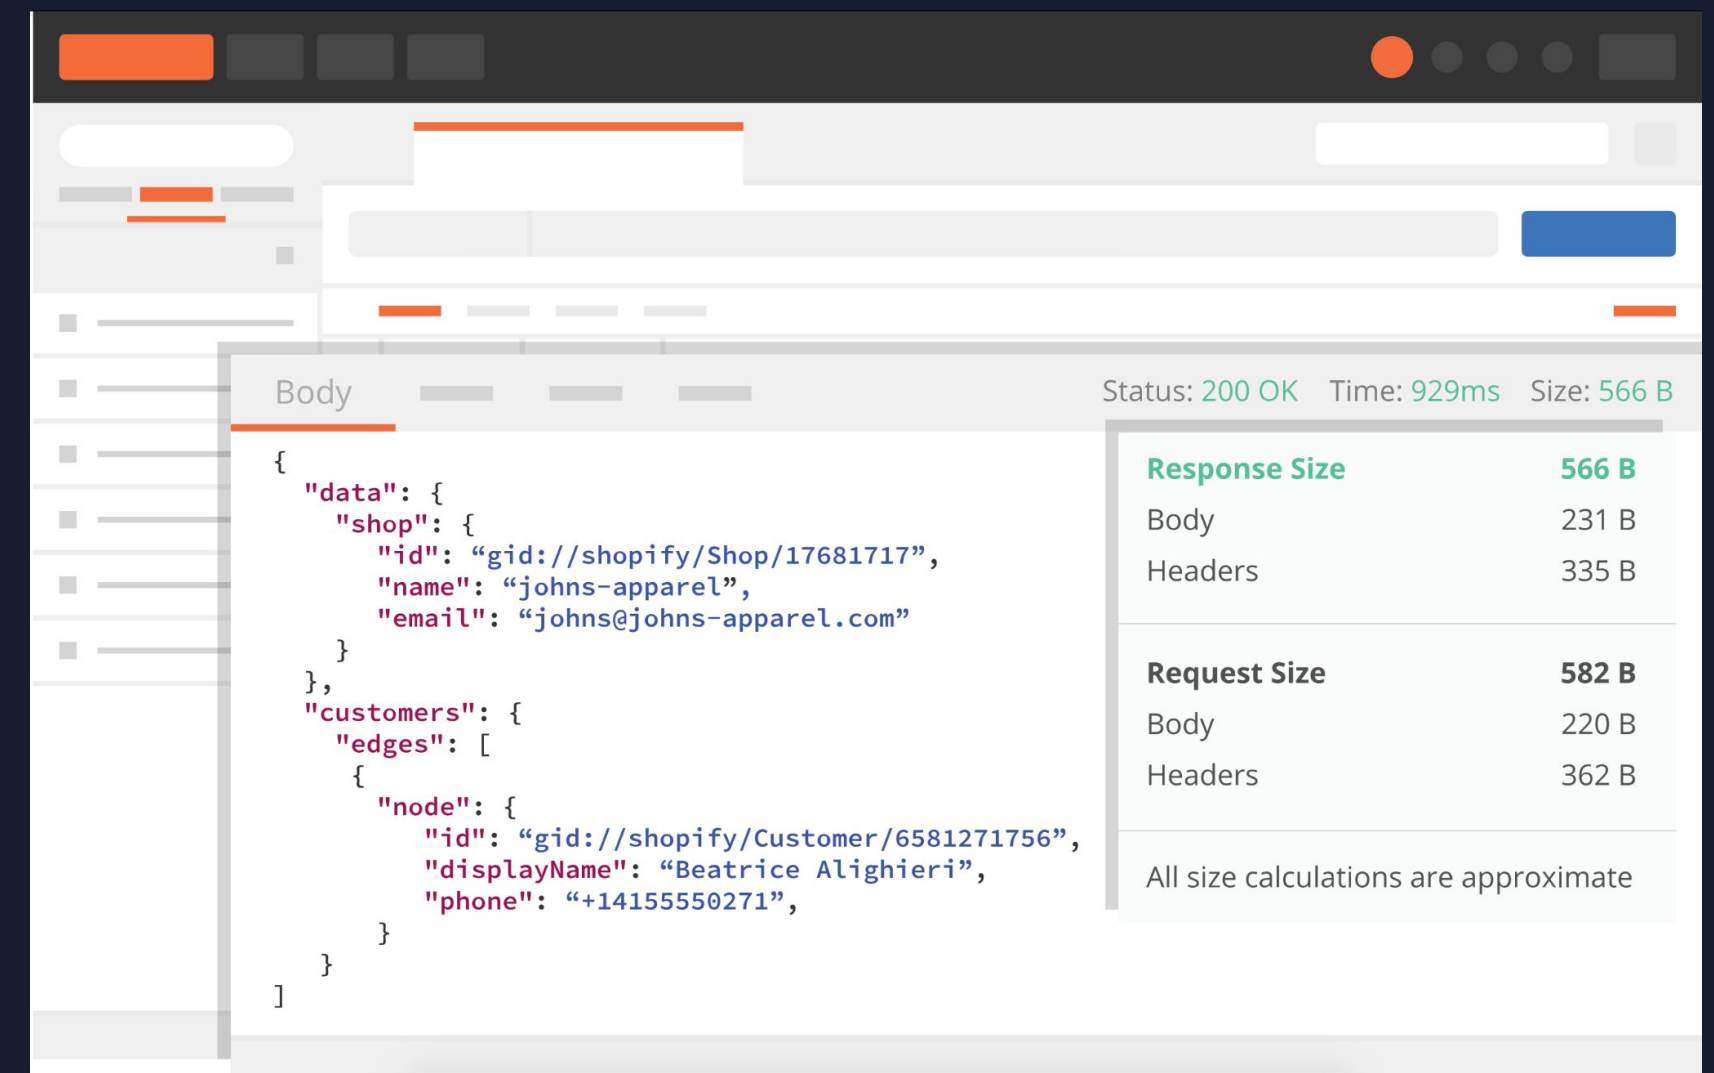 Body
Status: 200 OK Time: 929ms Size: 566 B
{
"data": {
"shop": {
"id": “gid://shopify/Shop/17681717”,
"name": “johns-apparel”,
"email": “johns@johns-apparel.com”
}
},
"customers": {
"edges": [
{
"node": {
"id": “gid://shopify/Customer/6581271756”,
"displayName": “Beatrice Alighieri”,
"phone": “+14155550271”,
}
}
]
Response Size 566 B
Body 231 B
Headers 335 B
Request Size 582 B
Body 220 B
Headers 362 B
All size calculations are approximate